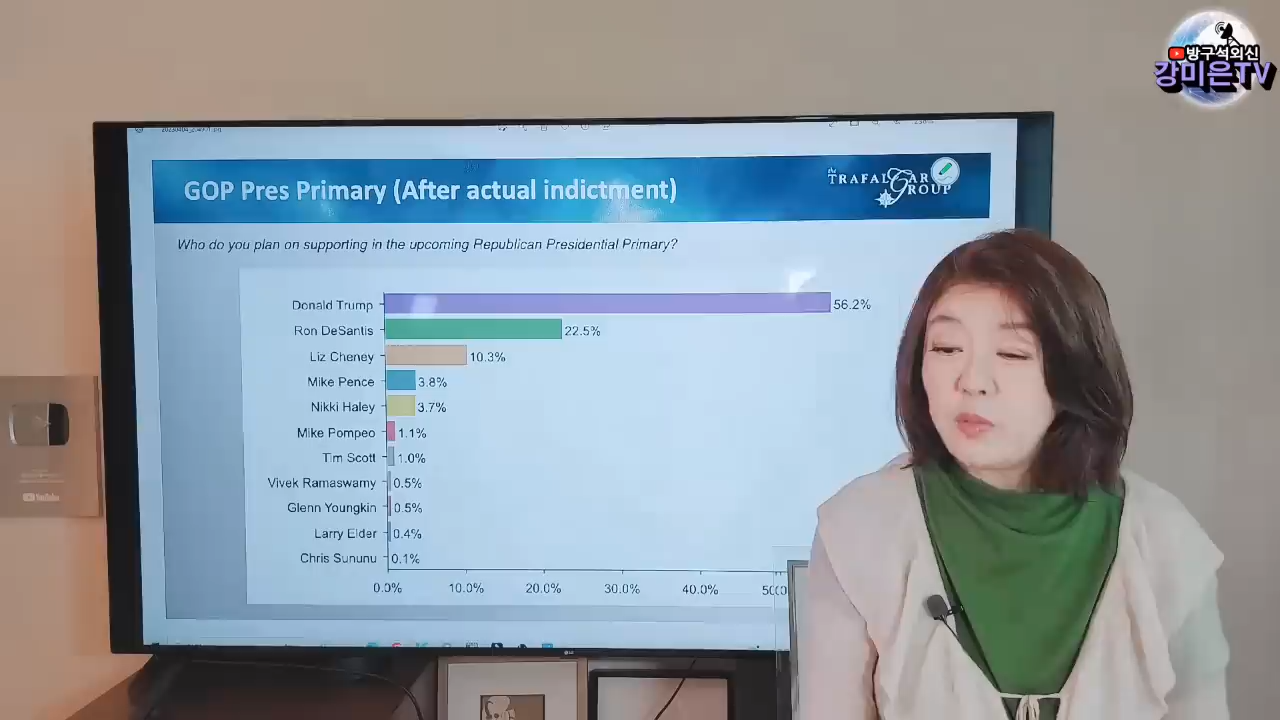 방구석외신
강미은TV
GOP Pres Primary (After actual indictment)
the
TRAFALGAR
GROUP
Who do you plan on supporting in the upcoming Republican Presidential Primary?
Donald Trump 56.2%
Ron DeSantis 22.5%
Liz Cheney 10.3%
Mike Pence 3.8%
Nikki Haley 3.7%
Mike Pompeo 1.1%
Tim Scott 1.0%
Vivek Ramaswamy 0.5%
Glenn Youngkin 0.5%
Larry Elder 0.4%
Chris Sununu 0.1%
0.0% 10.0% 20.0% 30.0% 40.0%
YouTube
LG